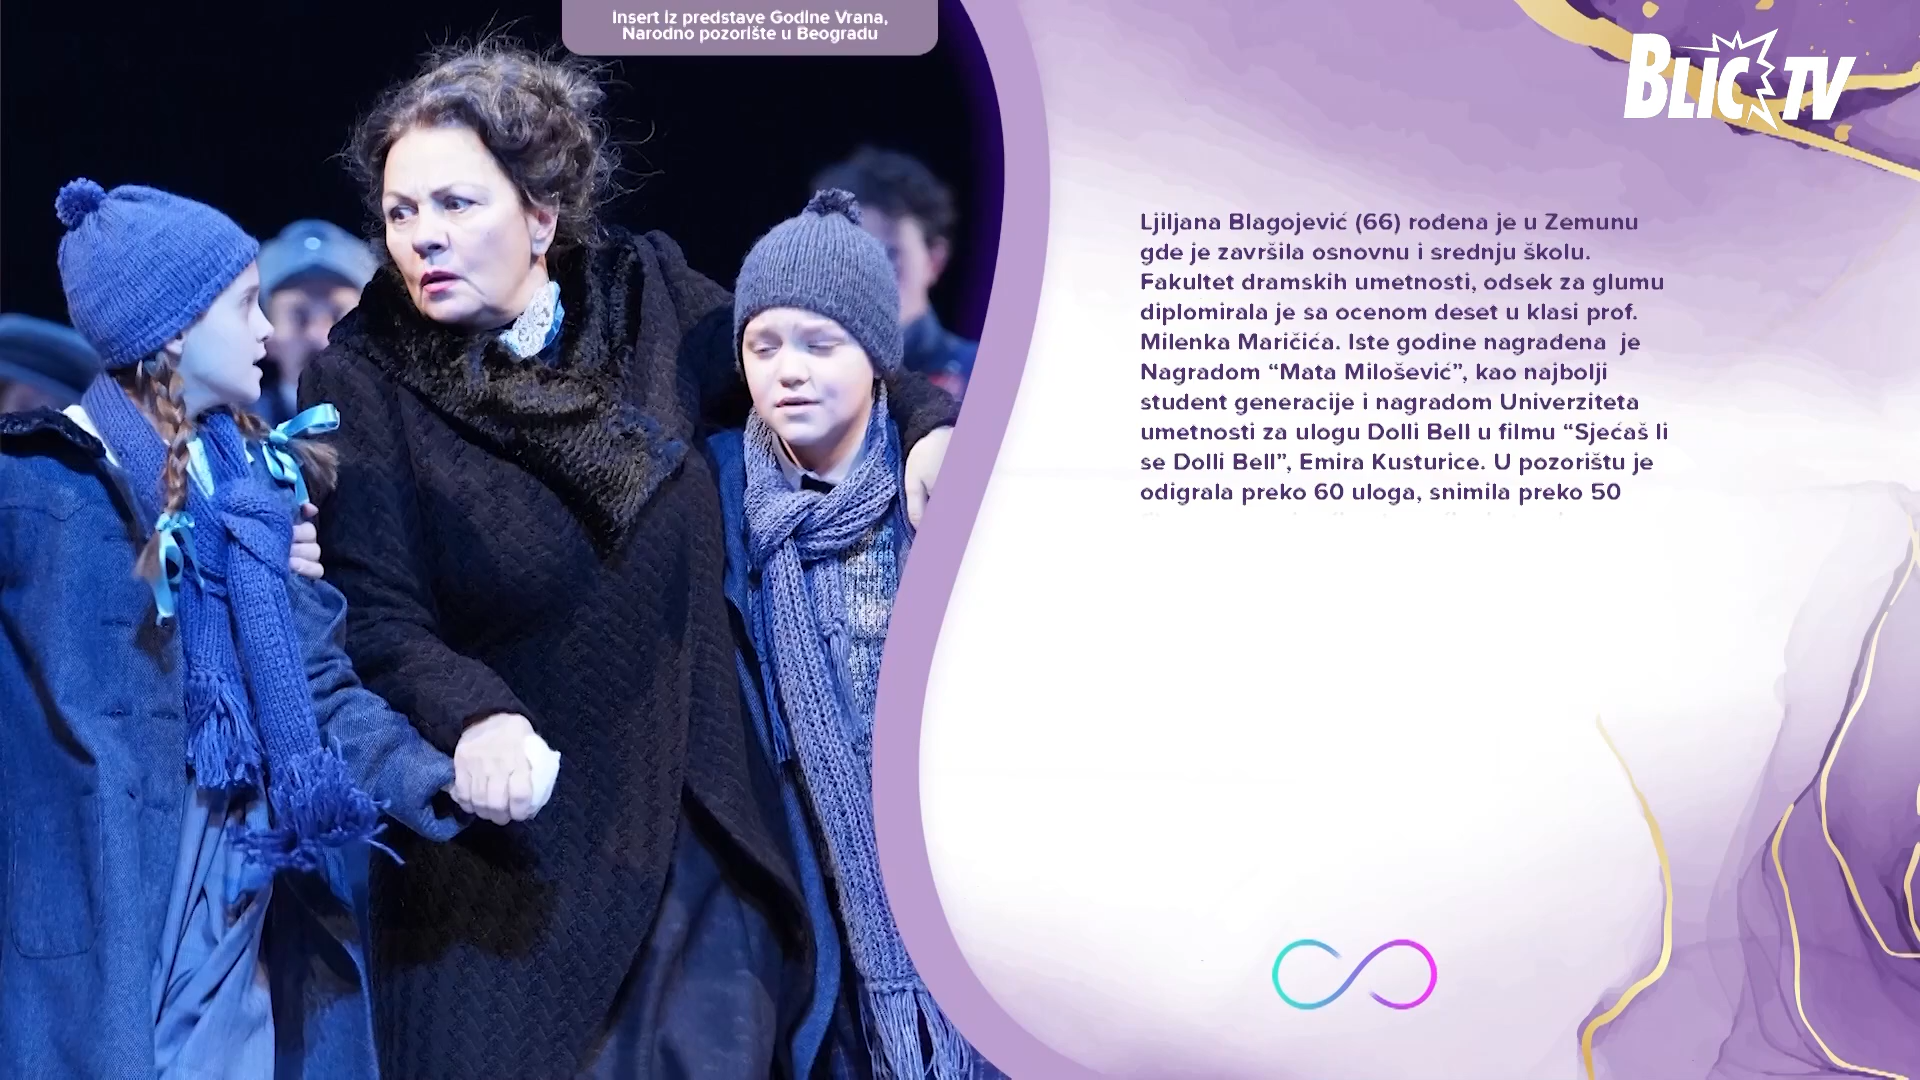 Insert iz predstave Godine Vrana,
Narodno pozorište u Beogradu
BLIC TV
Ljiljana Blagojević (66) rođena je u Zemunu
gde je završila osnovnu i srednju školu.
Fakultet dramskih umetnosti, odsek za glumu
diplomirala je sa ocenom deset u klasi prof.
Milenka Maričića. Iste godine nagrađena je
Nagradom “Mata Milošević”, kao najbolji
student generacije i nagradom Univerziteta
umetnosti za ulogu Dolli Bell u filmu “Sjećaš li
se Dolli Bell”, Emira Kusturice. U pozorištu je
odigrala preko 60 uloga, snimila preko 50